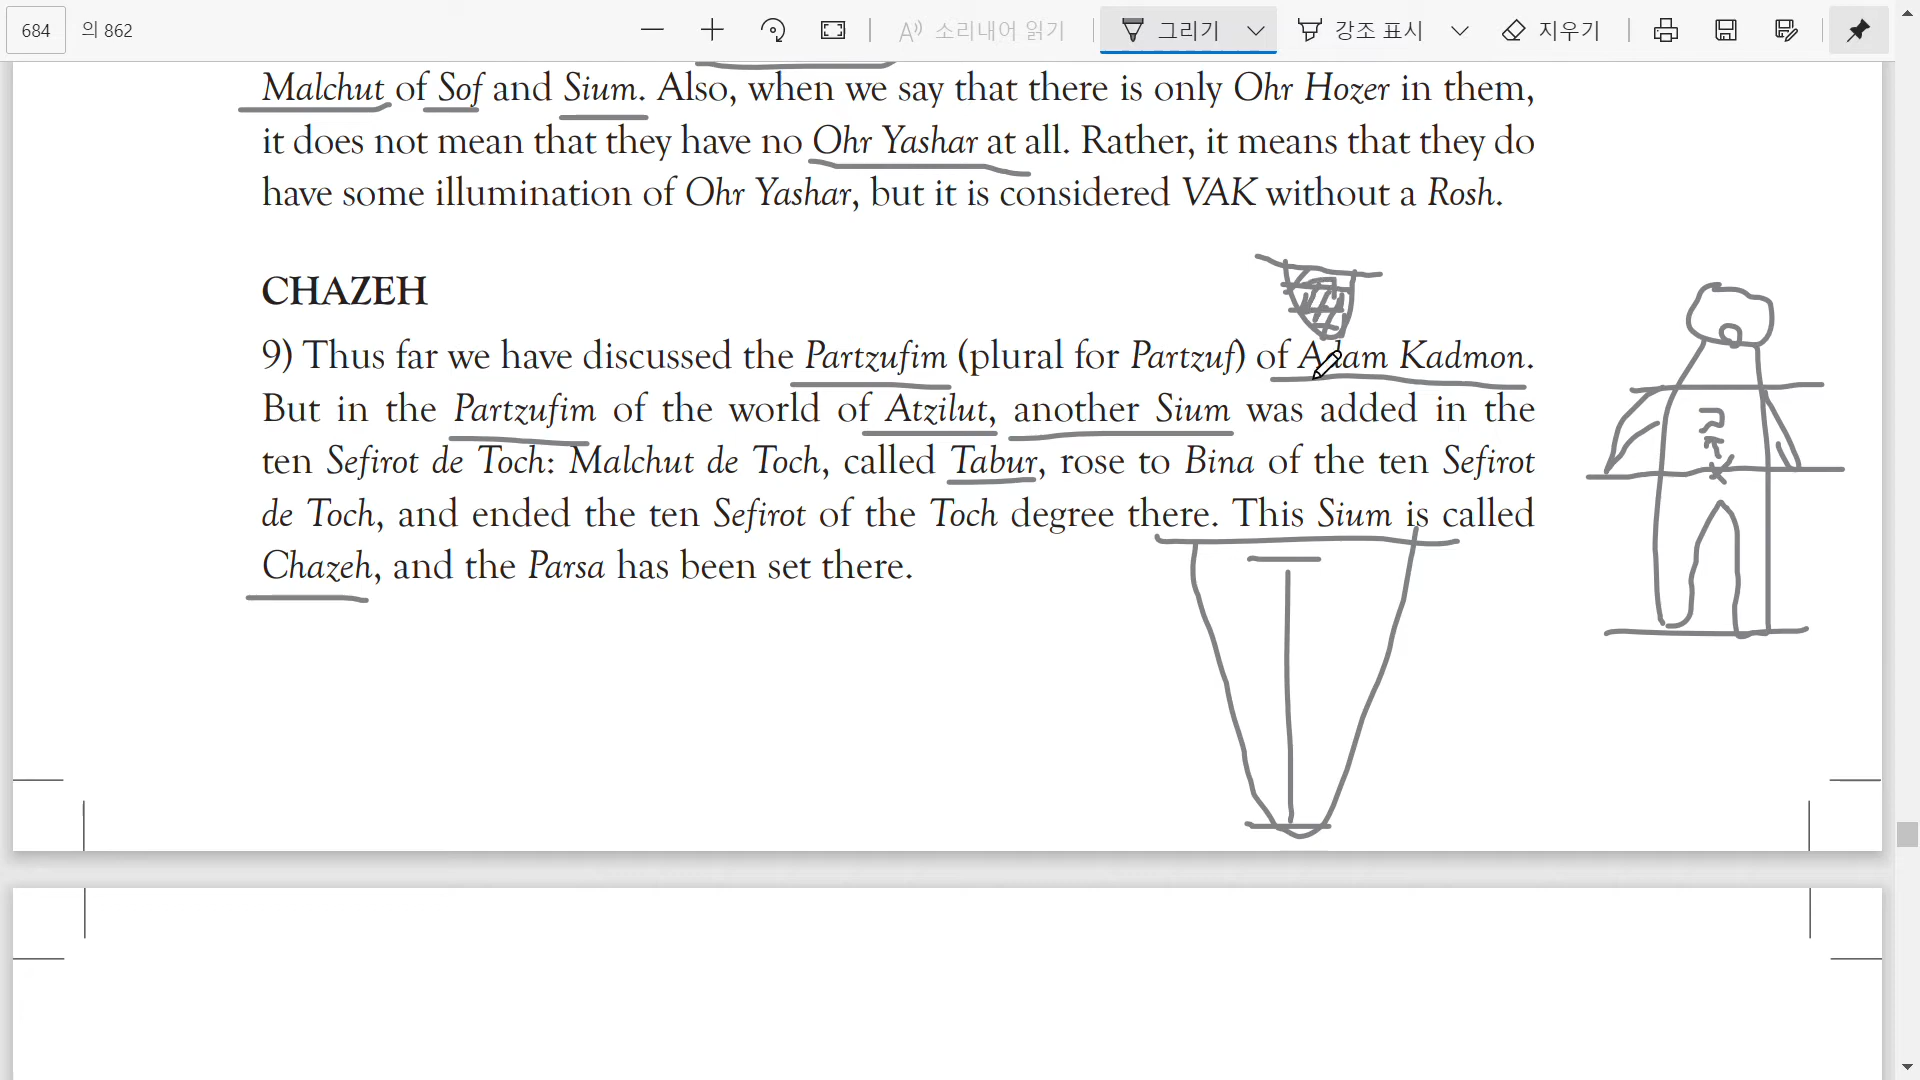 684 의 862 소리내어 읽기 그리기 강조 표시 지우기
Malchut of Sof and Sium. Also, when we say that there is only Ohr Hozer in them,
it does not mean that they have no Ohr Yashar at all. Rather, it means that they do
have some illumination of Ohr Yashar, but it is considered VAK without a Rosh.
CHAZEH
9) Thus far we have discussed the Partzufim (plural for Partzuf) of Adam Kadmon.
But in the Partzufim of the world of Atzilut, another Sium was added in the
ten Sefirot de Toch: Malchut de Toch, called Tabur, rose to Bina of the ten Sefirot
de Toch, and ended the ten Sefirot of the Toch degree there. This Sium is called
Chazeh, and the Parsa has been set there.